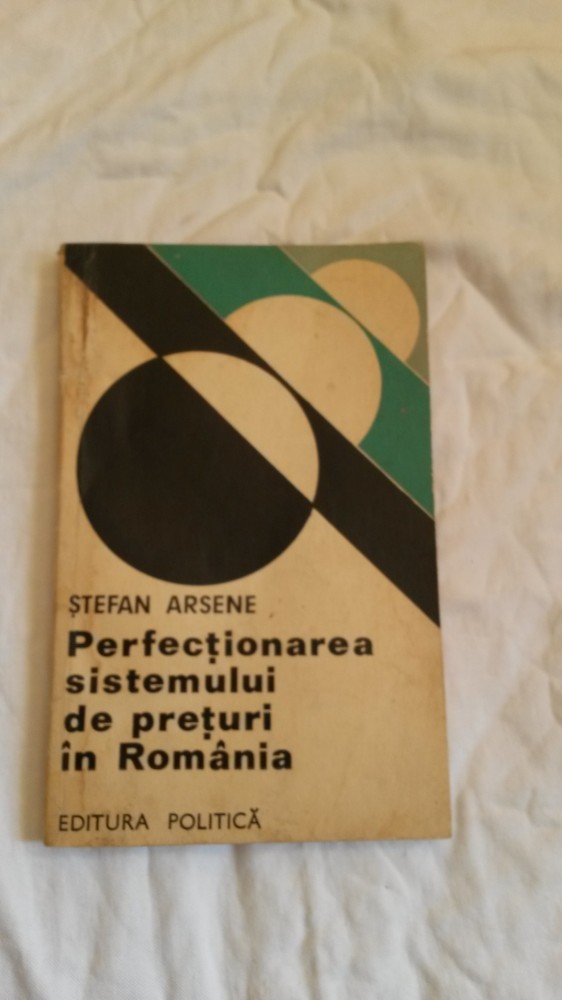 ȘTEFAN ARSENE
Perfecționarea
sistemului
de prețuri
în România
EDITURA POLITICĂ